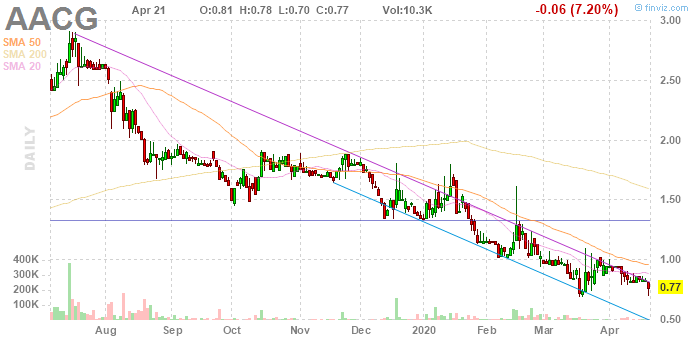 AACG Apr 21 O:0.81 H:0.78 L:0.70 C:0.77 Vol:10.3K -0.06 (7.20%) © finviz.com
SMA 50
SMA 200
SMA 20
DAILY
3.00
2.50
2.00
1.50
1.00
0.77
0.50
400K
300K
200K
100K
Aug Sep Oct Nov Dec 2020 Feb Mar Apr